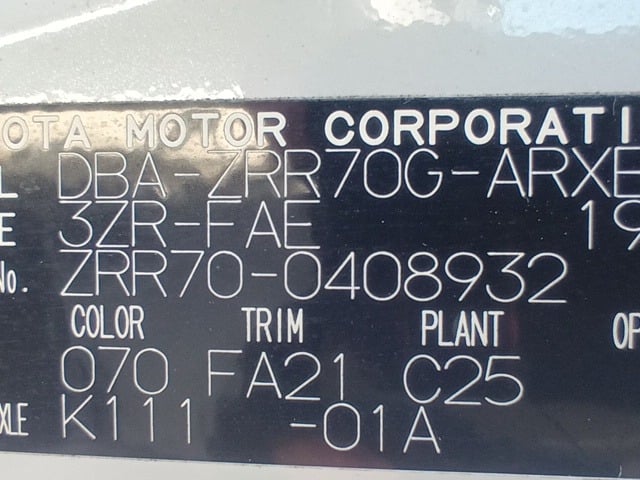 OTA MOTOR CORPORATI
L DBA-ZRR70G-ARXE
E 3ZR-FAE 19
No. ZRR70-0408932
COLOR TRIM PLANT OP
070 FA21 C25
XLE K111 -01A